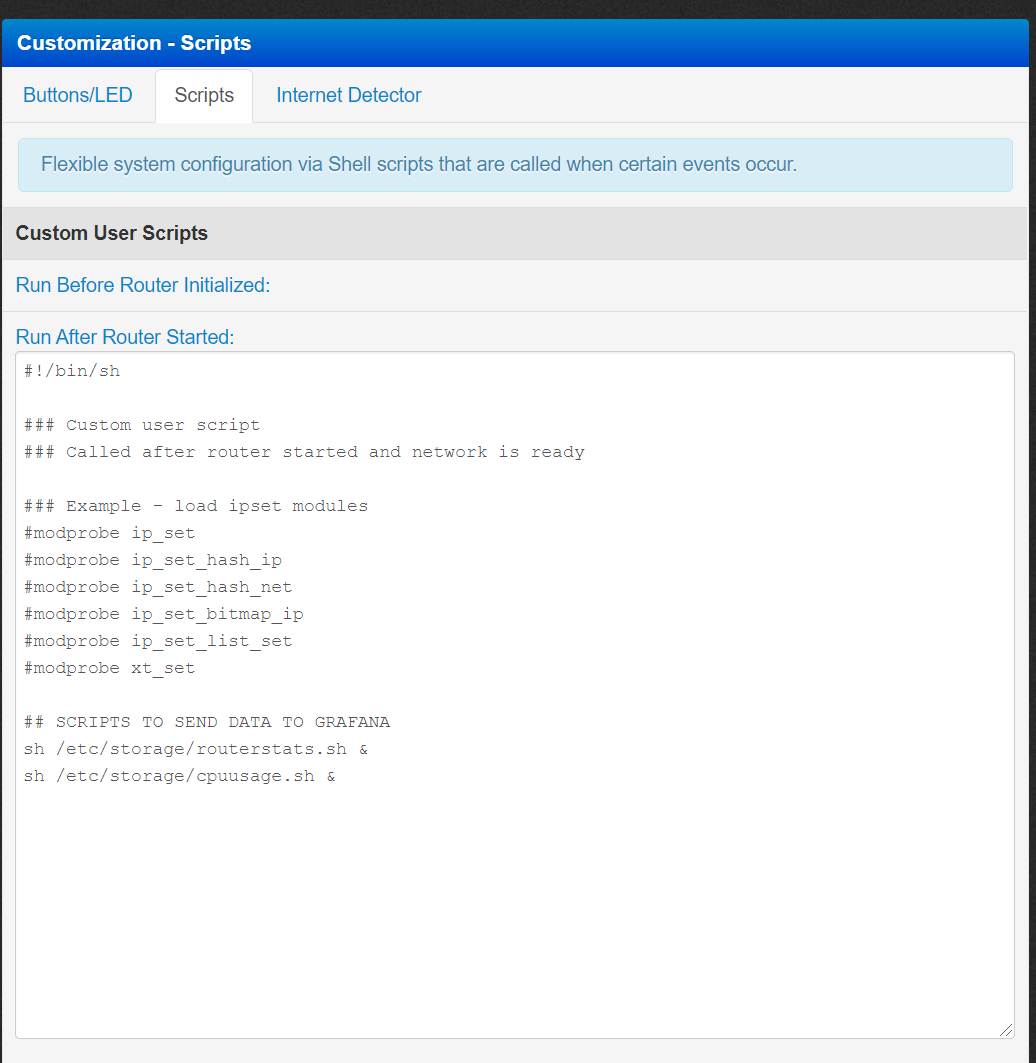 Customization - Scripts
Buttons/LED Scripts Internet Detector
Flexible system configuration via Shell scripts that are called when certain events occur.
Custom User Scripts
Run Before Router Initialized:
Run After Router Started:
#!/bin/sh
### Custom user script
### Called after router started and network is ready
### Example - load ipset modules
#modprobe ip_set
#modprobe ip_set_hash_ip
#modprobe ip_set_hash_net
#modprobe ip_set_bitmap_ip
#modprobe ip_set_list_set
#modprobe xt_set
## SCRIPTS TO SEND DATA TO GRAFANA
sh /etc/storage/routerstats.sh &
sh /etc/storage/cpuusage.sh &